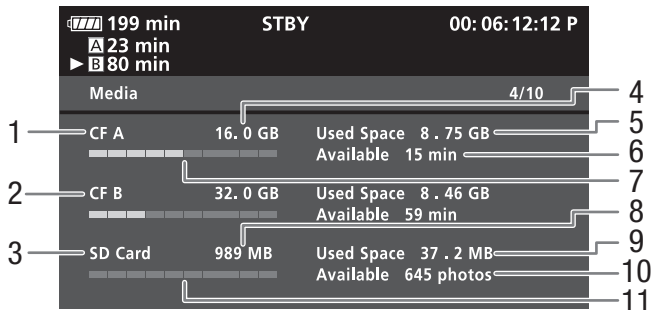 199 min STBY 00: 06: 12: 12 P
A 23 min
▶ B 80 min
Media 4/10
4
1 CF A 16. 0 GB Used Space 8 . 75 GB 5
Available 15 min 6
7
2 CF B 32. 0 GB Used Space 8 . 46 GB
Available 59 min
8
3 SD Card 989 MB Used Space 37 . 2 MB 9
Available 645 photos 10
11